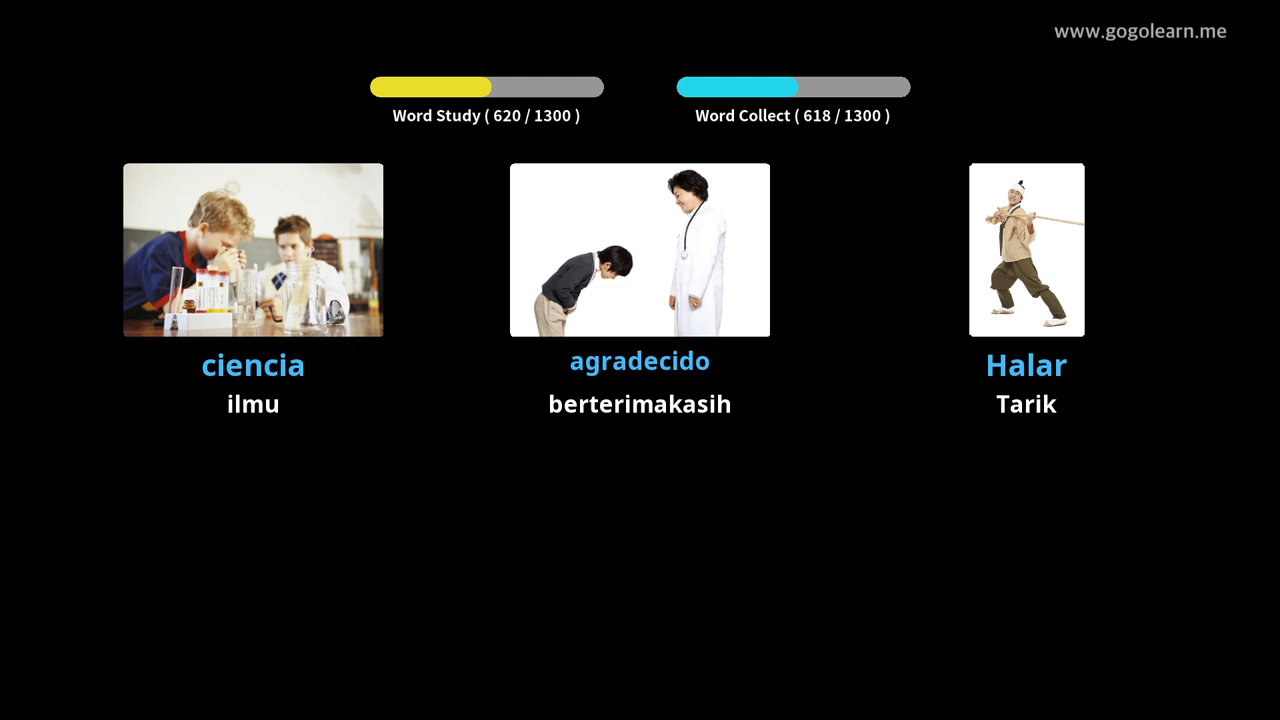 www.gogolearn.me
Word Study ( 620 / 1300 )
Word Collect ( 618 / 1300 )
ciencia
ilmu
agradecido
berterimakasih
Halar
Tarik